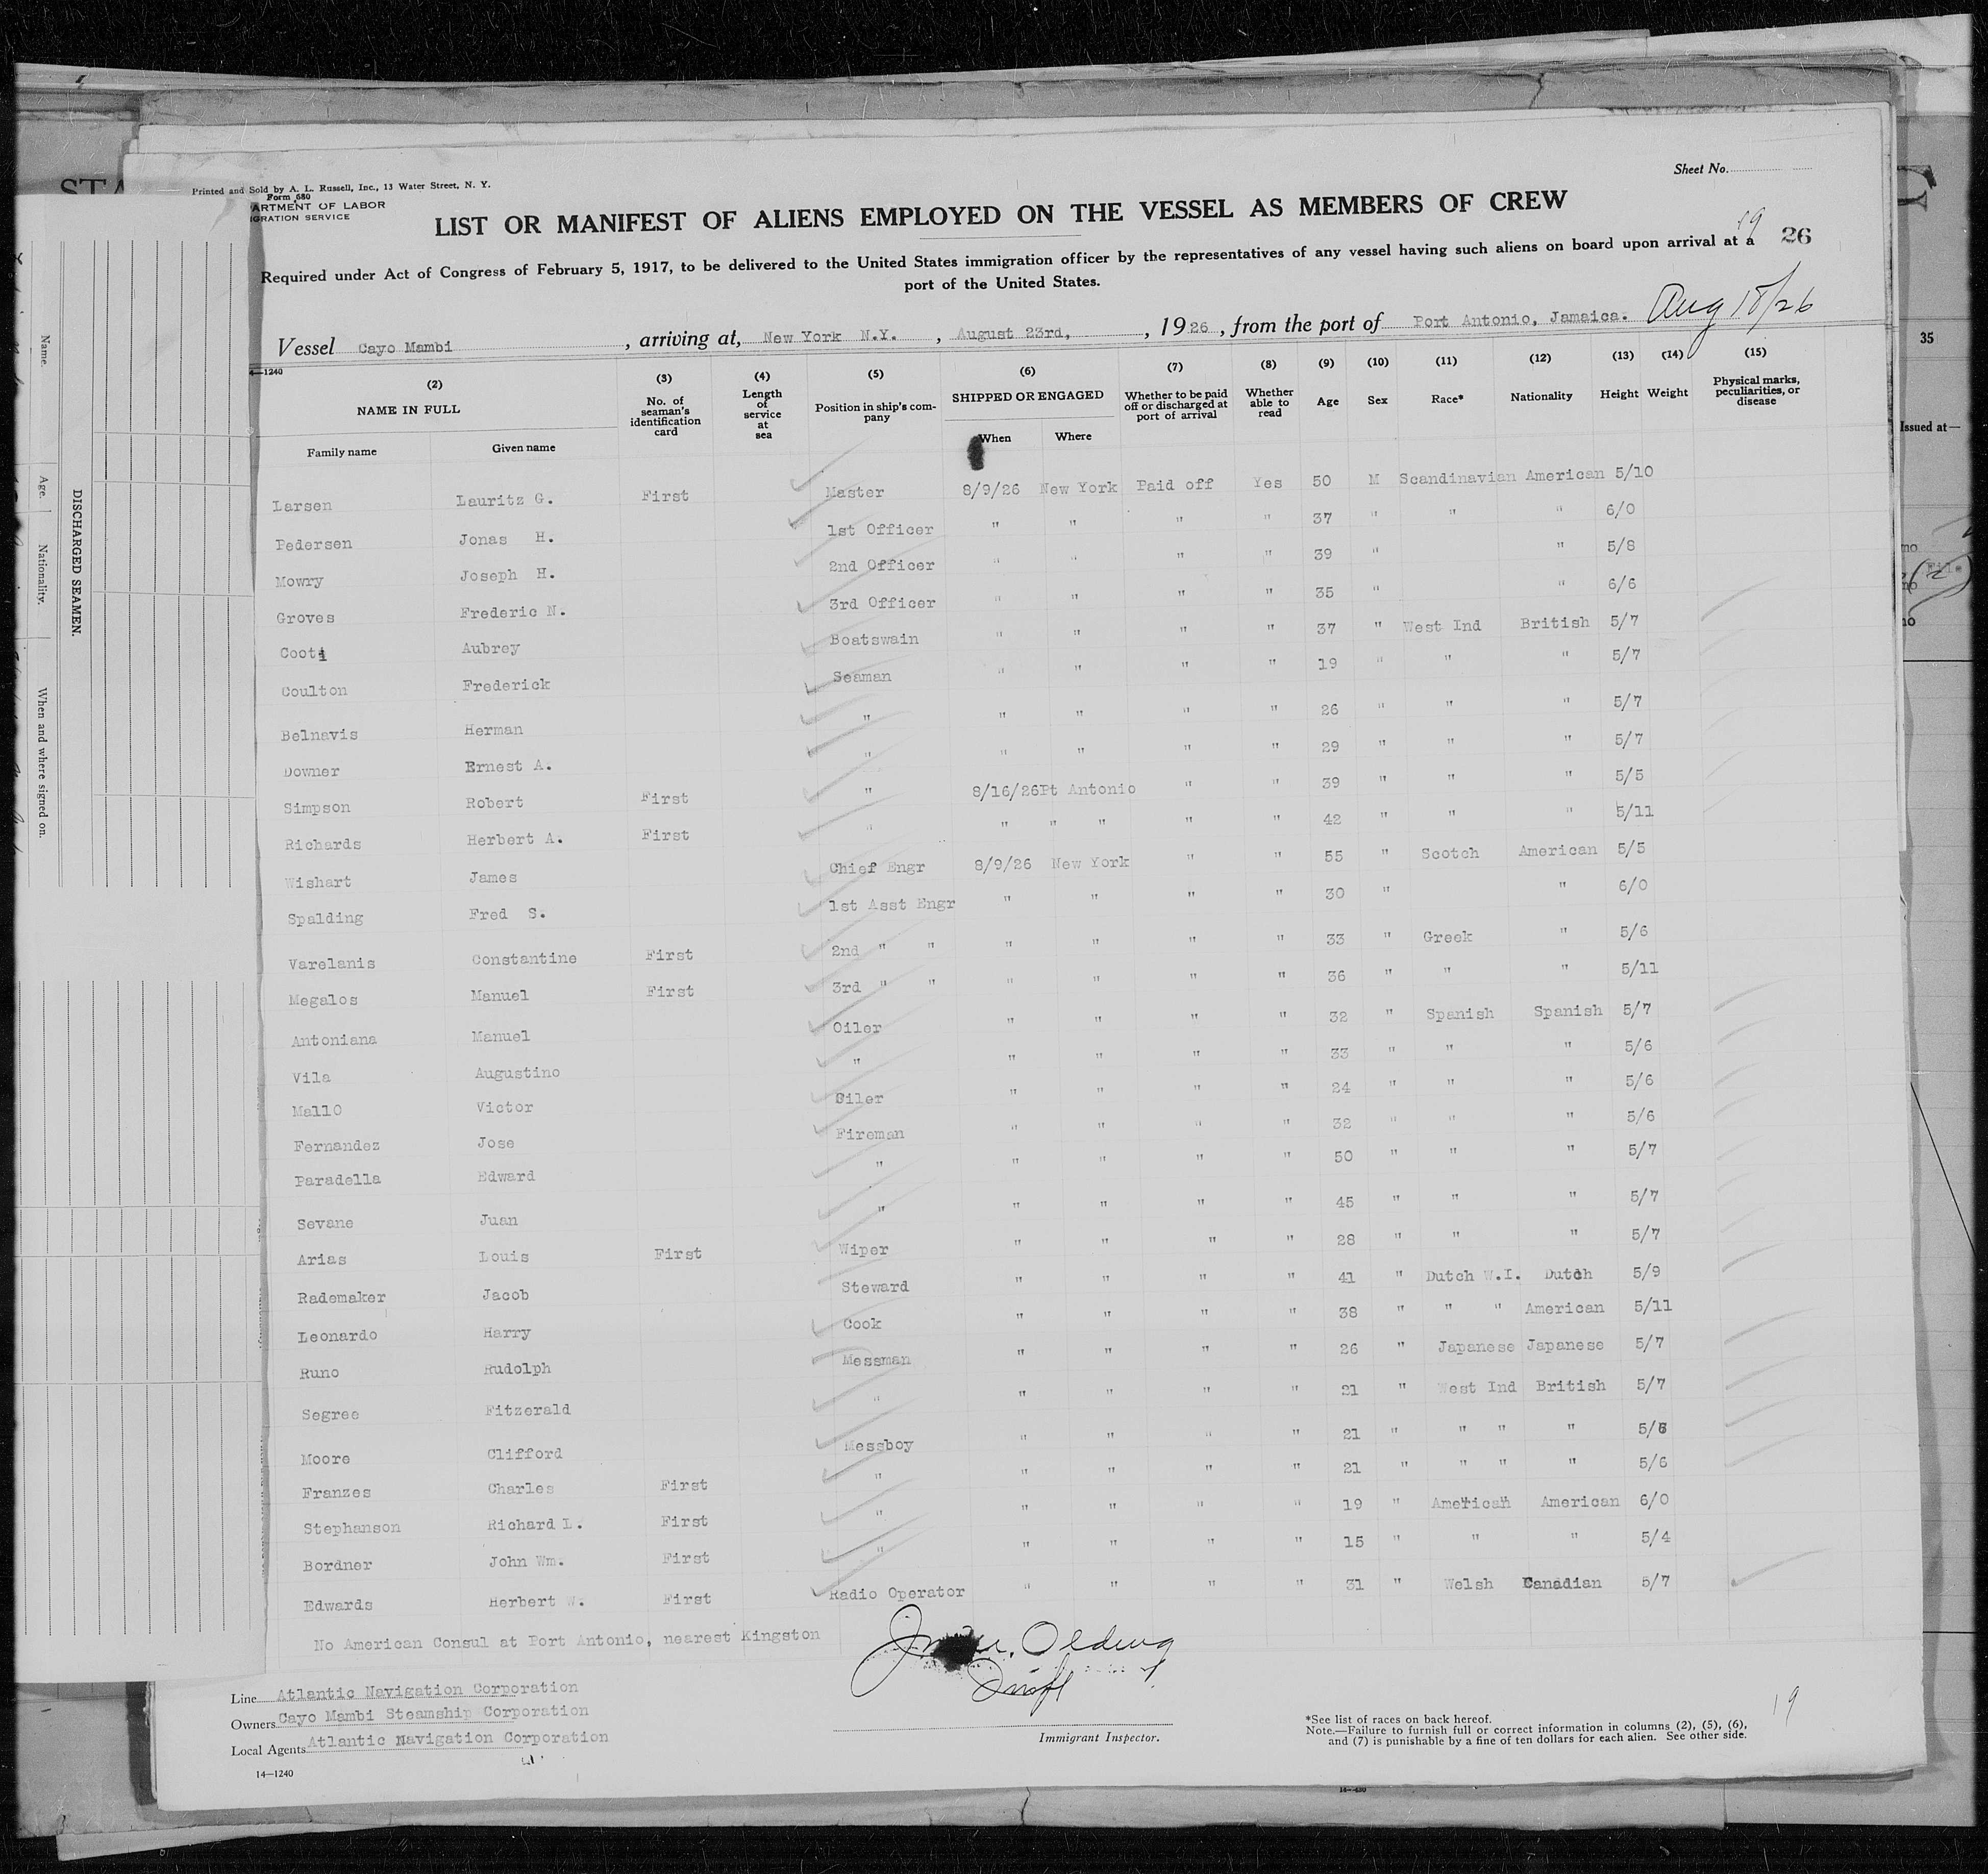 Sheet No.
Printed and Sold by A. L. Russell, Inc., 13 Water Street, N. Y.
Form 680
ARTMENT OF LABOR
IGRATION SERVICE
LIST OR MANIFEST OF ALIENS EMPLOYED ON THE VESSEL AS MEMBERS OF CREW
19
26
Required under Act of Congress of February 5, 1917, to be delivered to the United States immigration officer by the representatives of any vessel having such aliens on board upon arrival at a
port of the United States.
Aug 18/26
Vessel Cayo Mambi, arriving at, New York N.Y., August 23rd, , 1926, from the port of Port Antonio, Jamaica.
4—1240
(2) (3) (4) (5) (6) (7) (8) (9) (10) (11) (12) (13) (14) (15)
NAME IN FULL No. of seaman's identification card Length of service at sea Position in ship's company SHIPPED OR ENGAGED Whether to be paid off or discharged at port of arrival Whether able to read Age Sex Race* Nationality Height Weight Physical marks, peculiarities, or disease
Family name Given name When Where
Larsen Lauritz G. First Master 8/9/26 New York Paid off Yes 50 M Scandinavian American 5/10
Pedersen Jonas H. 1st Officer " " " " 37 " " " 6/0
Mowry Joseph H. 2nd Officer " " " " 39 " " 5/8
Groves Frederic N. 3rd Officer " " " " 35 " " 6/6
Aubrey Boatswain " " " " 37 " West Ind British 5/7
Coulton Frederick Seaman " " " " 19 " " " 5/7
Belnavis Herman " " " " " 26 " " " 5/7
Downer Ernest A. " " " " " 29 " " " 5/7
Simpson Robert First " 8/16/26 Pt Antonio " " 39 " " " 5/5
Richards Herbert A. First " " " " " " 42 " " " 5/11
Wishart James Chief Engr 8/9/26 New York " " 55 " Scotch American 5/5
Spalding Fred S. 1st Asst Engr " " " " 30 " " 6/0
Varelanis Constantine First 2nd " " " " " " 33 " Greek " 5/6
Megalos Manuel First 3rd " " " " " " 36 " " " 5/11
Antoniana Manuel Oiler " " " " 32 " Spanish Spanish 5/7
Vila Augustino " " " " " 33 " " " 5/6
Mallo Victor Oiler " " " " 24 " " " 5/6
Fernandez Jose Fireman " " " " 32 " " " 5/6
Paradella Edward " " " " " 50 " " " 5/7
Sevane Juan " " " " " 45 " " " 5/7
Arias Louis First Wiper " " " " 28 " " " 5/7
Rademaker Jacob Steward " " " " 41 " Dutch W.I. Dutch 5/9
Leonardo Harry Cook " " " " 38 " " " American 5/11
Runo Rudolph Messman " " " " 26 " Japanese Japanese 5/7
Segree Fitzerald " " " " " 21 " West Ind British 5/7
Moore Clifford Messboy " " " " 21 " " " " 5/6
Franzes Charles First " " " " " 21 " " " " 5/6
Stephanson Richard L. First " " " " " 19 " American American 6/0
Bordner John Wm. First " " " " " 15 " " " 5/4
Edwards Herbert W. First Radio Operator " " " " 31 " Welsh Canadian 5/7
No American Consul at Port Antonio, nearest Kingston
Line Atlantic Navigation Corporation
Owners Cayo Mambi Steamship Corporation
Local Agents Atlantic Navigation Corporation
14—1240
Immigrant Inspector.
*See list of races on back hereof.
Note.—Failure to furnish full or correct information in columns (2), (5), (6),
and (7) is punishable by a fine of ten dollars for each alien. See other side.
19
DISCHARGED SEAMEN.
Name.
Age.
Nationality.
When and where signed on.
35
Issued at—